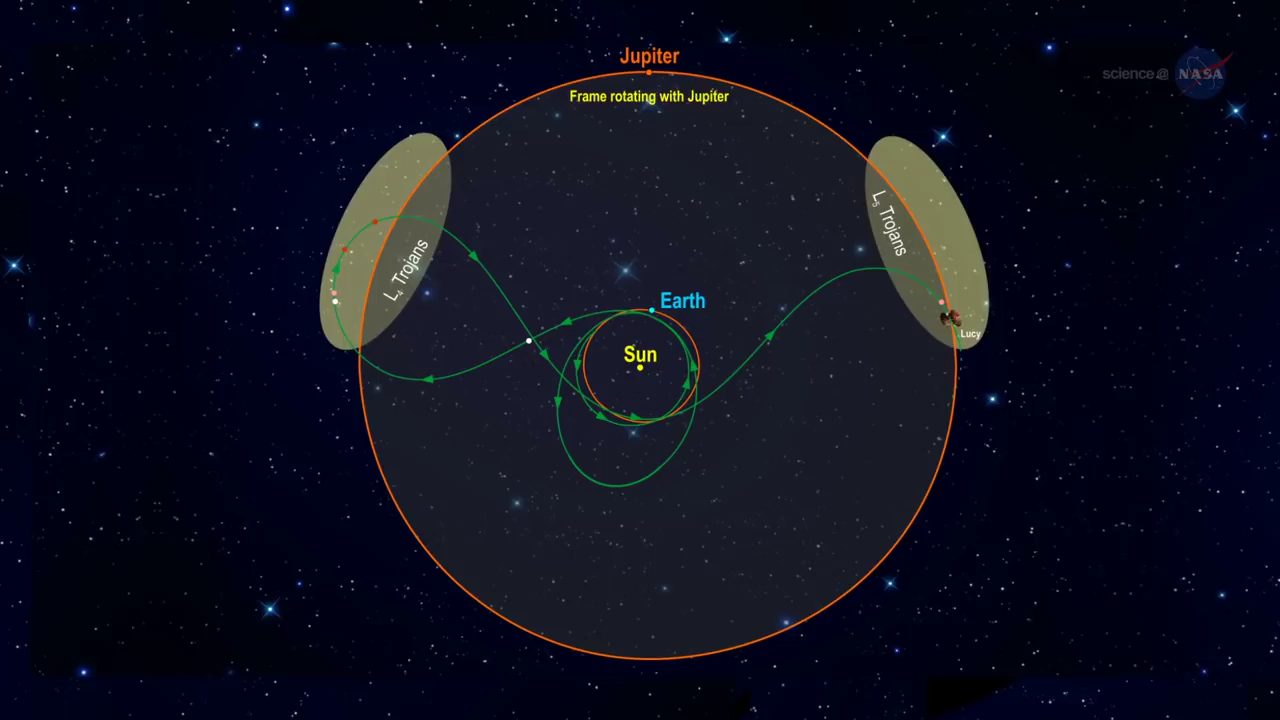 Jupiter
Frame rotating with Jupiter
science@ NASA
L4 Trojans
L5 Trojans
Earth
Sun
Lucy